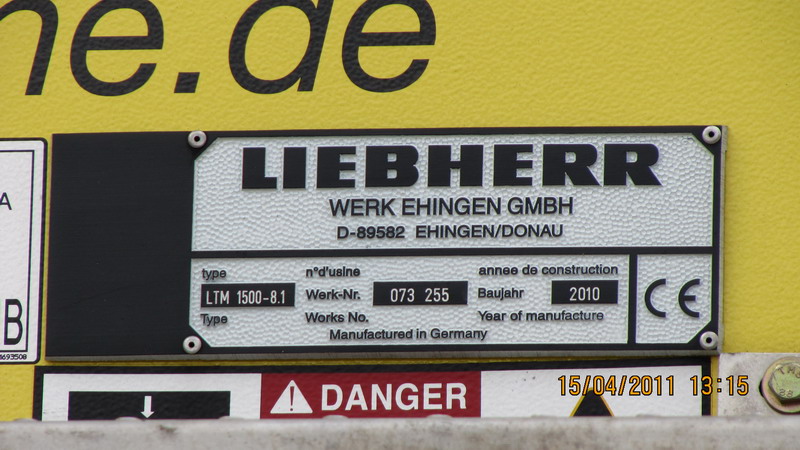 ne.de
LIEBHERR
WERK EHINGEN GMBH
D-89582 EHINGEN/DONAU
type n°d'usine annee de construction
LTM 1500-8.1 Werk-Nr. 073 255 Baujahr 2010
Type Works No. Year of manufacture
Manufactured in Germany
CE
A
B
DANGER
15/04/2011 13:15